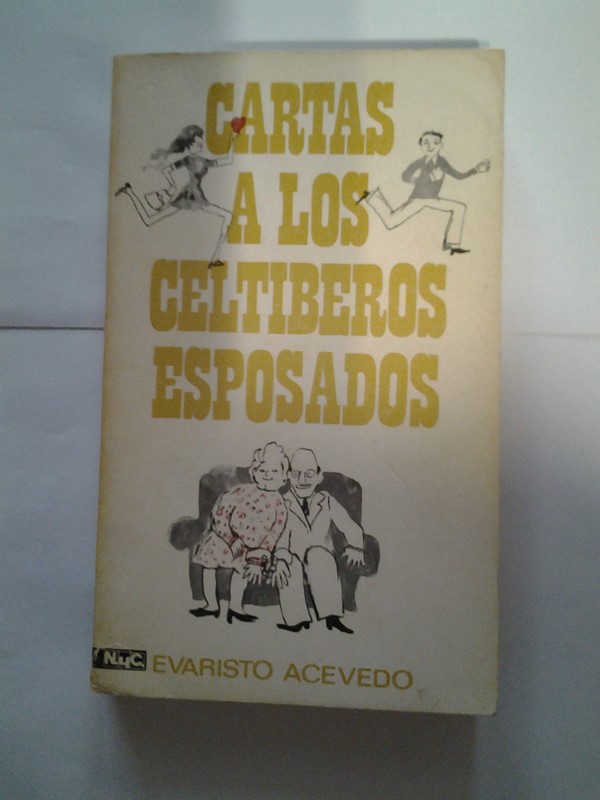 CARTAS
A LOS
CELTIBEROS
ESPOSADOS
NyC
EVARISTO ACEVEDO